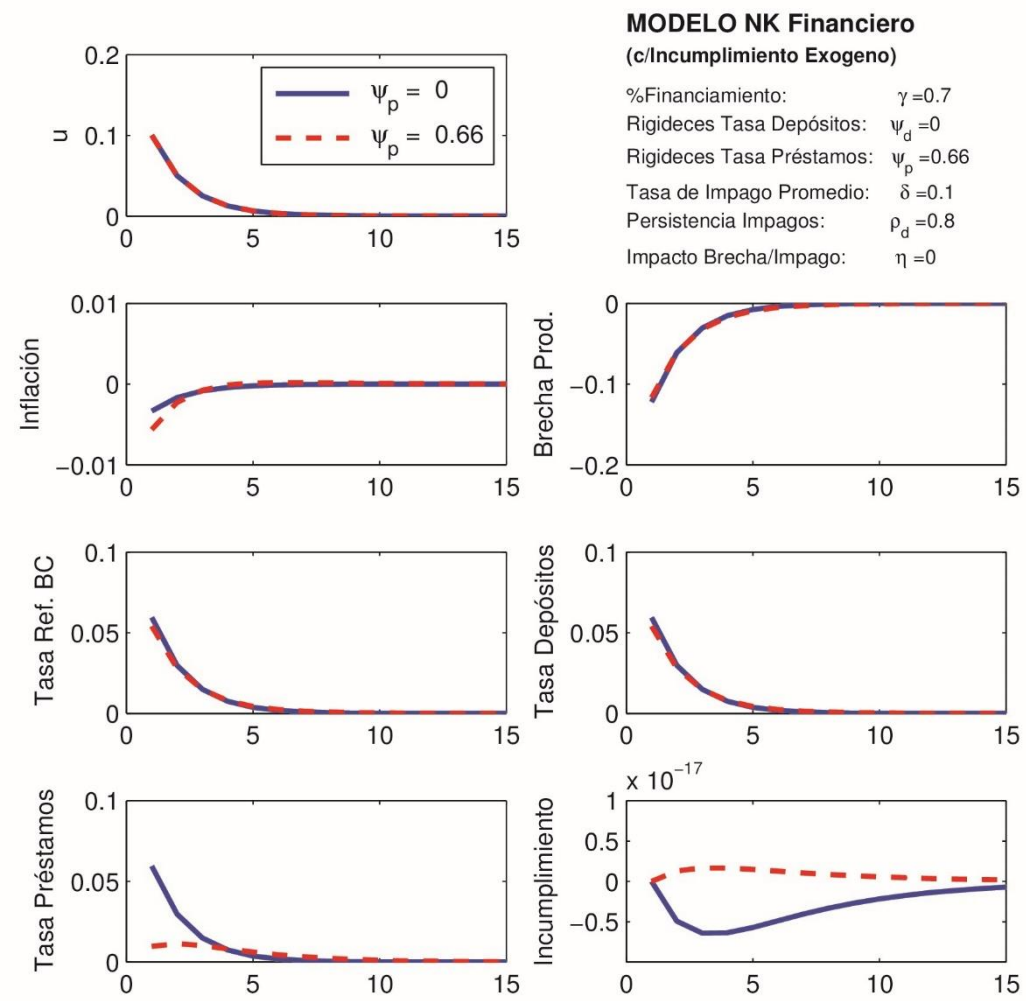 MODELO NK Financiero
(c/Incumplimiento Exogeno)
%Financiamiento: γ =0.7
Rigideces Tasa Depósitos: ψd =0
Rigideces Tasa Préstamos: ψp =0.66
Tasa de Impago Promedio: δ =0.1
Persistencia Impagos: ρd =0.8
Impacto Brecha/Impago: η =0
u
0.2
0.1
0
0 5 10 15
ψp = 0
ψp = 0.66
Inflación
0.01
0
−0.01
0 5 10 15
Brecha Prod.
0
−0.1
−0.2
0 5 10 15
Tasa Ref. BC
0.1
0.05
0
0 5 10 15
Tasa Depósitos
0.1
0.05
0
0 5 10 15
Tasa Préstamos
0.1
0.05
0
0 5 10 15
Incumplimiento
x 10−17
1
0.5
0
−0.5
−1
0 5 10 15